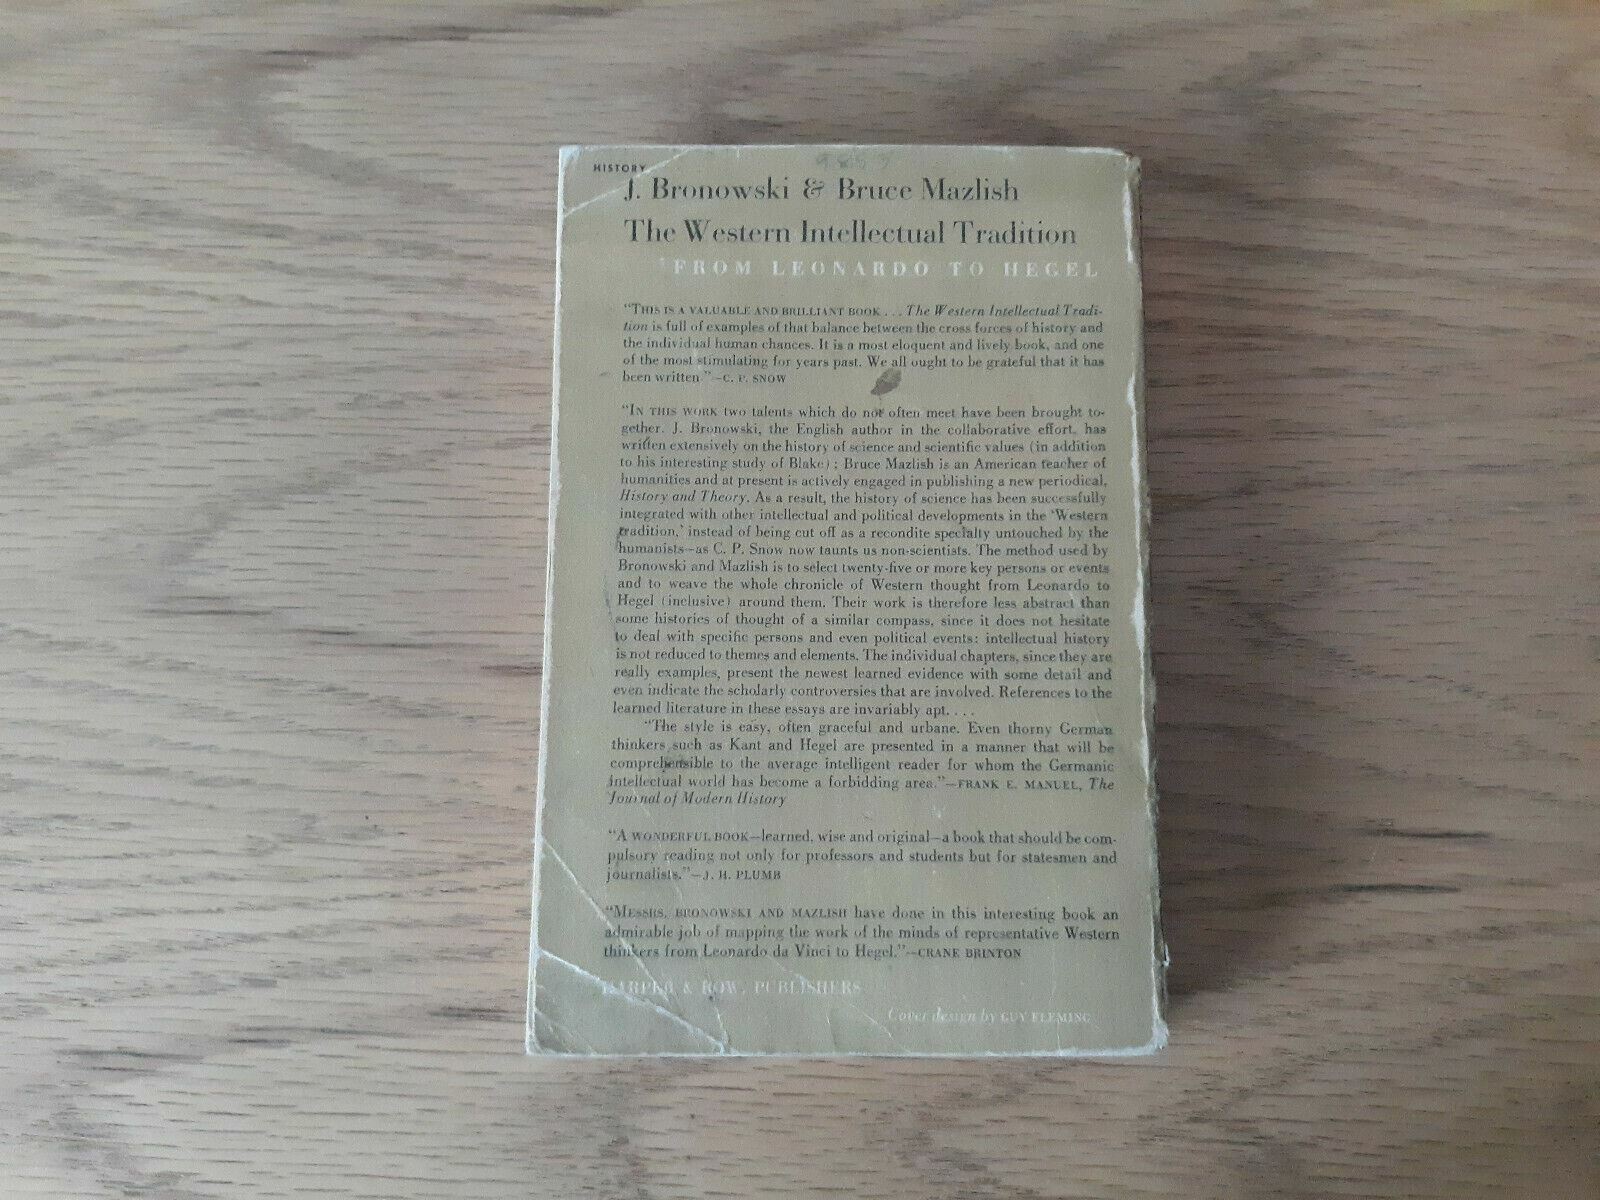 HISTORY
J. Bronowski & Bruce Mazlish
The Western Intellectual Tradition
FROM LEONARDO TO HEGEL
"THIS IS A VALUABLE AND BRILLIANT BOOK . . . The Western Intellectual Tradi-
tion is full of examples of that balance between the cross forces of history and
the individual human chances. It is a most eloquent and lively book, and one
of the most stimulating for years past. We all ought to be grateful that it has
been written."—C. P. SNOW
"IN THIS WORK two talents which do not often meet have been brought to-
gether. J. Bronowski, the English author in the collaborative effort, has
written extensively on the history of science and scientific values (in addition
to his interesting study of Blake); Bruce Mazlish is an American teacher of
humanities and at present is actively engaged in publishing a new periodical,
History and Theory. As a result, the history of science has been successfully
integrated with other intellectual and political developments in the 'Western
tradition,' instead of being cut off as a recondite specialty untouched by the
humanists—as C. P. Snow now taunts us non-scientists. The method used by
Bronowski and Mazlish is to select twenty-five or more key persons or events
and to weave the whole chronicle of Western thought from Leonardo to
Hegel (inclusive) around them. Their work is therefore less abstract than
some histories of thought of a similar compass, since it does not hesitate
to deal with specific persons and even political events: intellectual history
is not reduced to themes and elements. The individual chapters, since they are
really examples, present the newest learned evidence with some detail and
even indicate the scholarly controversies that are involved. References to the
learned literature in these essays are invariably apt. . . .
"The style is easy, often graceful and urbane. Even thorny German
thinkers such as Kant and Hegel are presented in a manner that will be
comprehensible to the average intelligent reader for whom the Germanic
intellectual world has become a forbidding area."—FRANK E. MANUEL, The
Journal of Modern History
"A WONDERFUL BOOK—learned, wise and original—a book that should be com-
pulsory reading not only for professors and students but for statesmen and
journalists."—J. H. PLUMB
"MESSRS. BRONOWSKI AND MAZLISH have done in this interesting book an
admirable job of mapping the work of the minds of representative Western
thinkers from Leonardo da Vinci to Hegel."—CRANE BRINTON
HARPER & ROW, PUBLISHERS
Cover design by GUY FLEMING